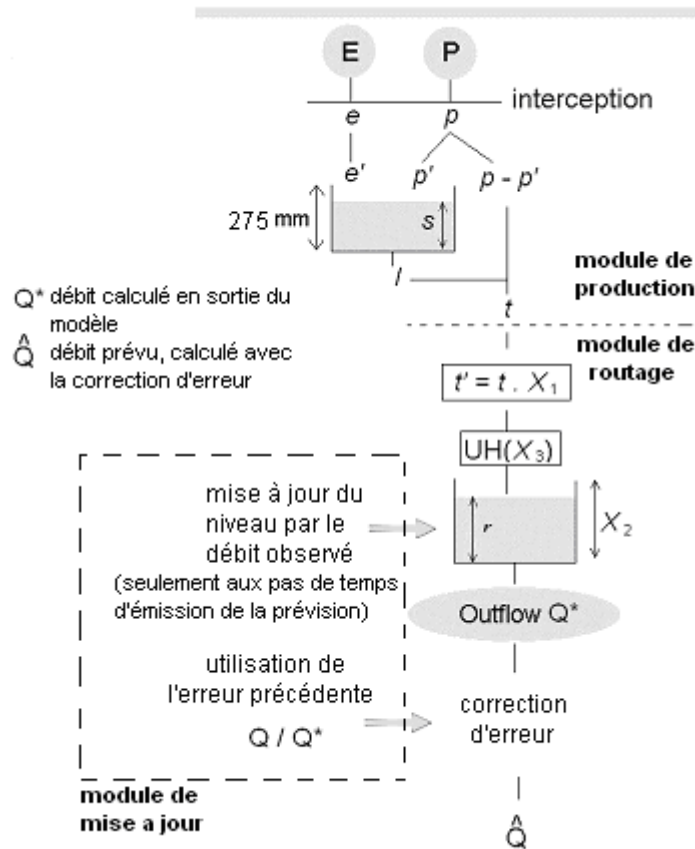 E P
interception
e p
e' p' p - p'
275 mm
s
l
module de
production
t
Q* débit calculé en sortie du
modèle
Q̂ débit prévu, calculé avec
la correction d'erreur
module de
routage
t' = t . X₁
UH(X₃)
mise à jour du
niveau par le
débit observé
(seulement aux pas de temps
d'émission de la prévision)
r
X₂
Outflow Q*
utilisation de
l'erreur précédente
Q / Q*
correction
d'erreur
module de
mise a jour
Q̂